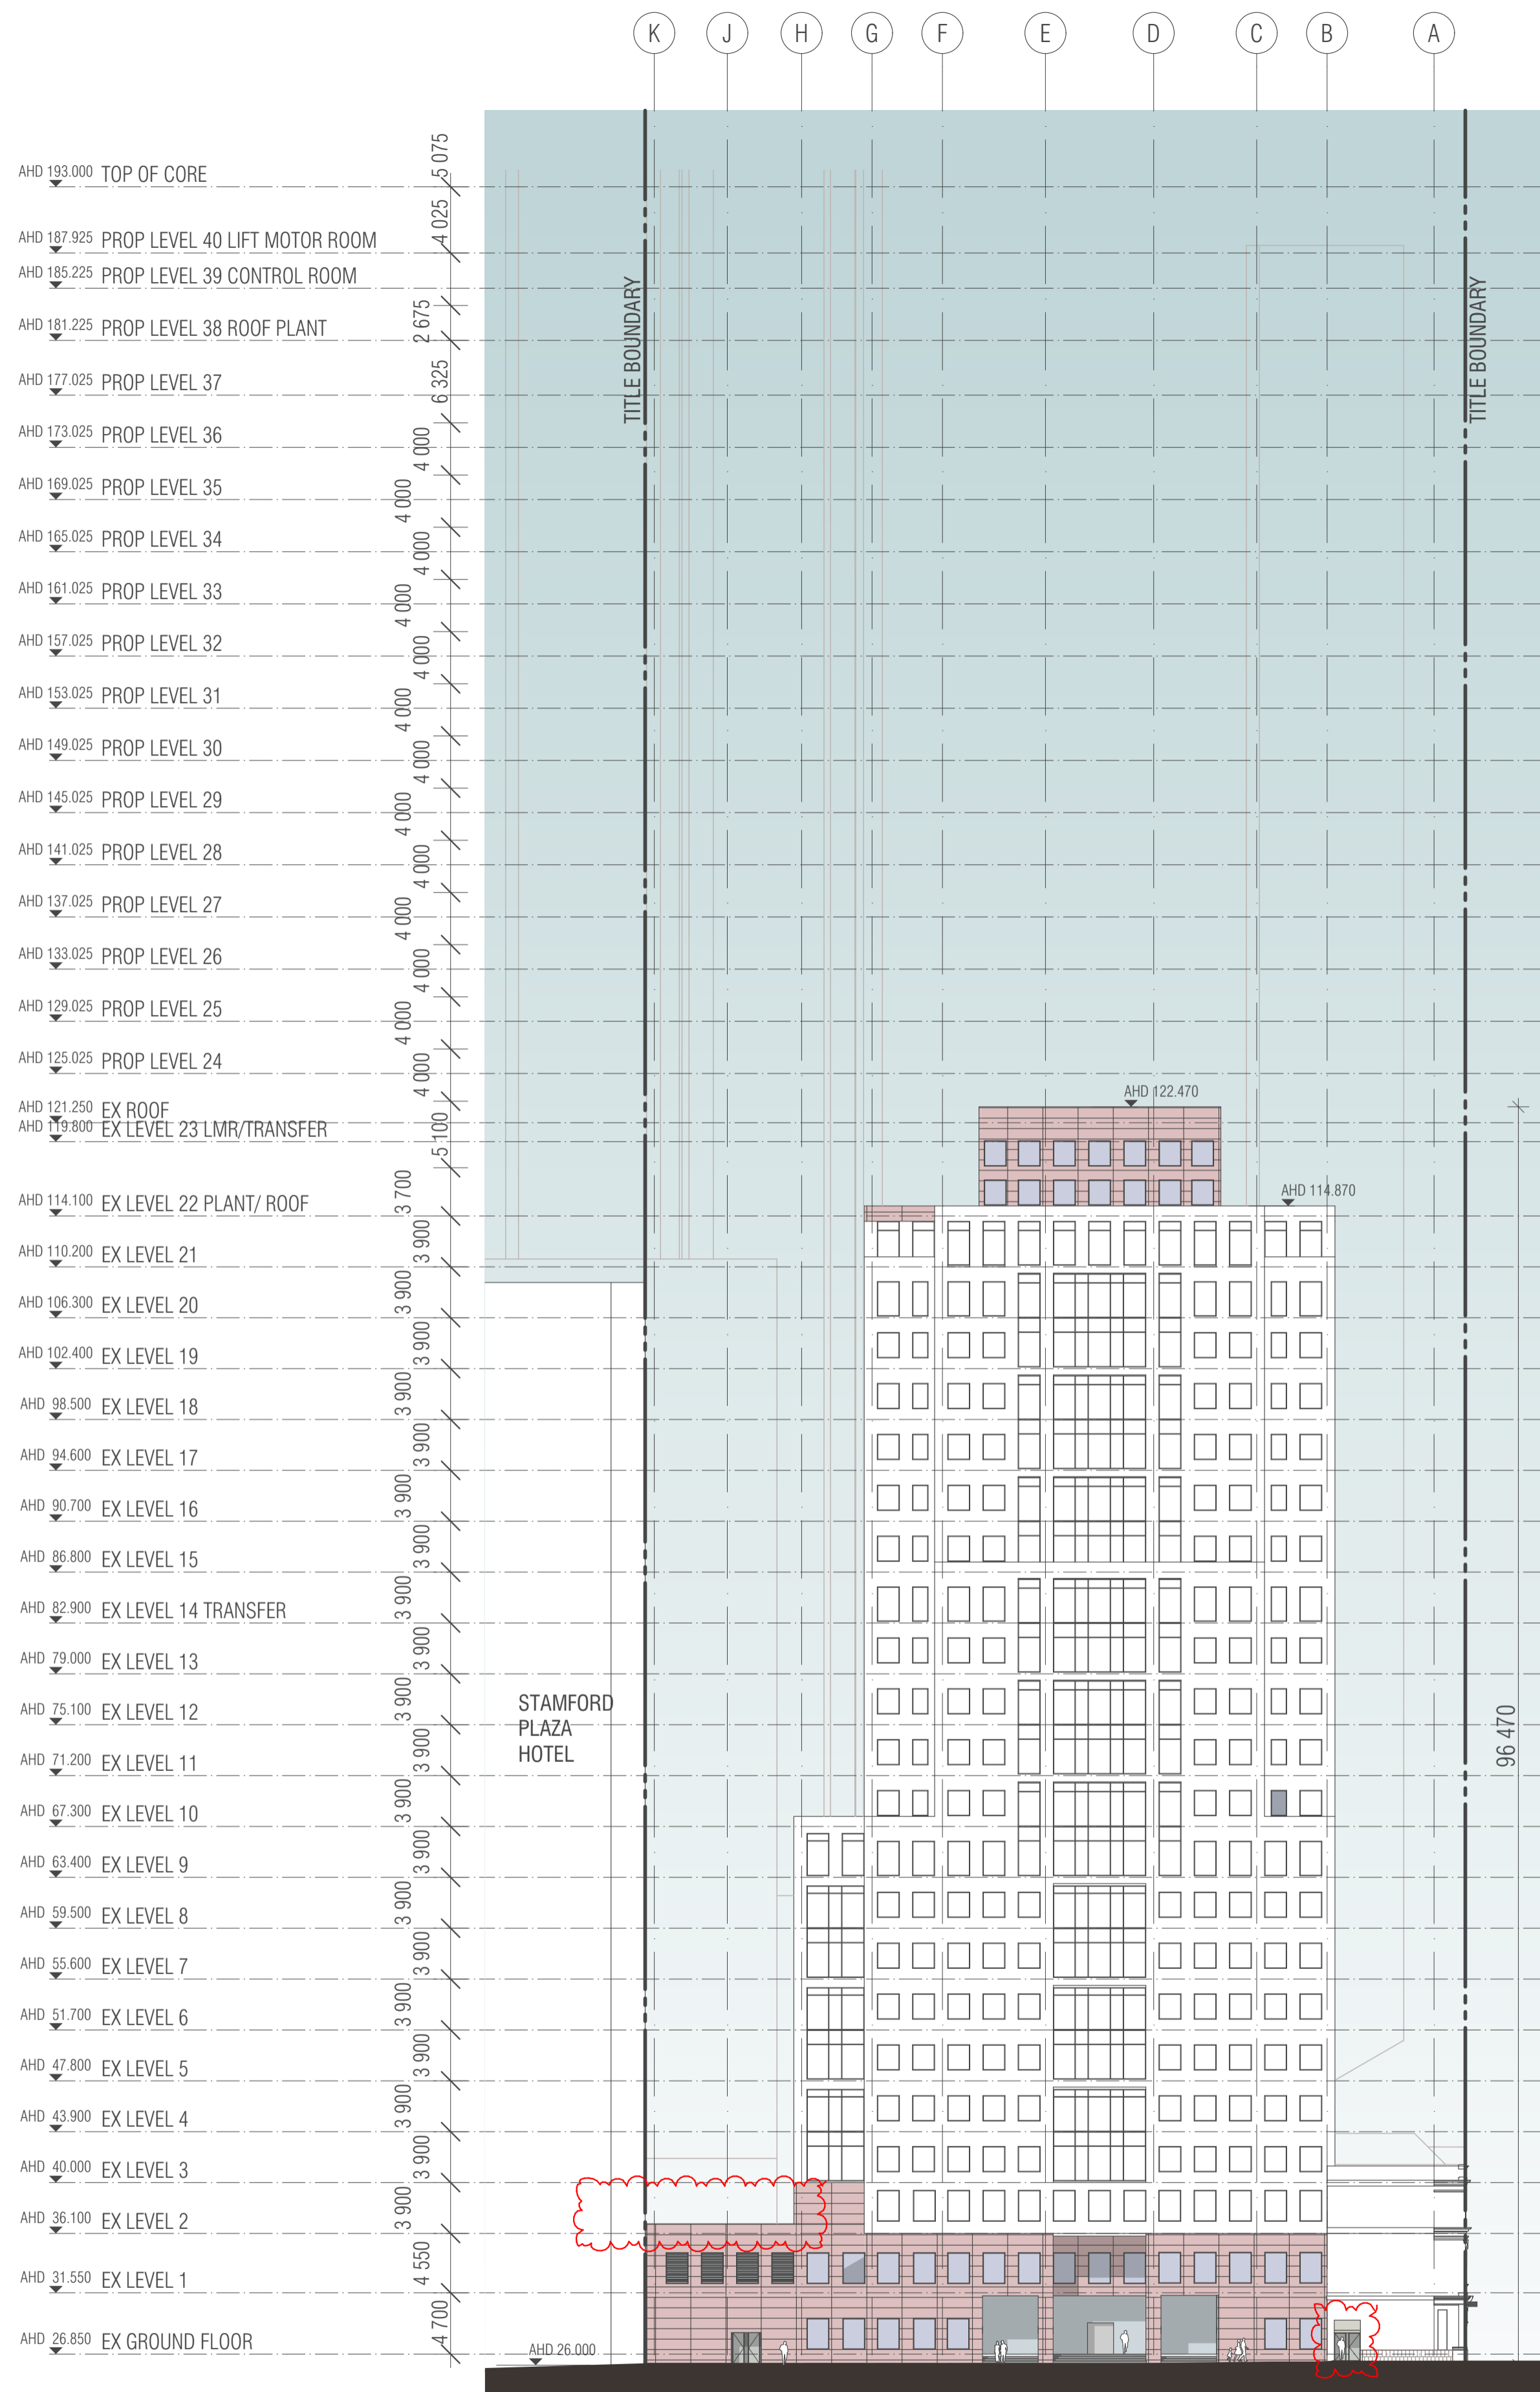 K J H G F E D C B A
5 075
AHD 193.000 TOP OF CORE
4 025
AHD 187.925 PROP LEVEL 40 LIFT MOTOR ROOM
AHD 185.225 PROP LEVEL 39 CONTROL ROOM
TITLE BOUNDARY
TITLE BOUNDARY
2 675
AHD 181.225 PROP LEVEL 38 ROOF PLANT
6 325
AHD 177.025 PROP LEVEL 37
AHD 173.025 PROP LEVEL 36
4 000
AHD 169.025 PROP LEVEL 35
4 000
AHD 165.025 PROP LEVEL 34
4 000
AHD 161.025 PROP LEVEL 33
4 000
AHD 157.025 PROP LEVEL 32
4 000
AHD 153.025 PROP LEVEL 31
4 000
AHD 149.025 PROP LEVEL 30
4 000
AHD 145.025 PROP LEVEL 29
4 000
AHD 141.025 PROP LEVEL 28
4 000
AHD 137.025 PROP LEVEL 27
4 000
AHD 133.025 PROP LEVEL 26
4 000
AHD 129.025 PROP LEVEL 25
4 000
AHD 125.025 PROP LEVEL 24
4 000
AHD 122.470
AHD 121.250 EX ROOF
AHD 119.800 EX LEVEL 23 LMR/TRANSFER
5 100
AHD 114.870
AHD 114.100 EX LEVEL 22 PLANT/ ROOF
3 700
AHD 110.200 EX LEVEL 21
3 900
AHD 106.300 EX LEVEL 20
3 900
AHD 102.400 EX LEVEL 19
3 900
AHD 98.500 EX LEVEL 18
3 900
AHD 94.600 EX LEVEL 17
3 900
AHD 90.700 EX LEVEL 16
3 900
AHD 86.800 EX LEVEL 15
3 900
AHD 82.900 EX LEVEL 14 TRANSFER
3 900
AHD 79.000 EX LEVEL 13
3 900
STAMFORD
PLAZA
HOTEL
96 470
AHD 75.100 EX LEVEL 12
3 900
AHD 71.200 EX LEVEL 11
3 900
AHD 67.300 EX LEVEL 10
3 900
AHD 63.400 EX LEVEL 9
3 900
AHD 59.500 EX LEVEL 8
3 900
AHD 55.600 EX LEVEL 7
3 900
AHD 51.700 EX LEVEL 6
3 900
AHD 47.800 EX LEVEL 5
3 900
AHD 43.900 EX LEVEL 4
3 900
AHD 40.000 EX LEVEL 3
3 900
AHD 36.100 EX LEVEL 2
3 900
AHD 31.550 EX LEVEL 1
4 550
AHD 26.850 EX GROUND FLOOR
4 700
AHD 26.000